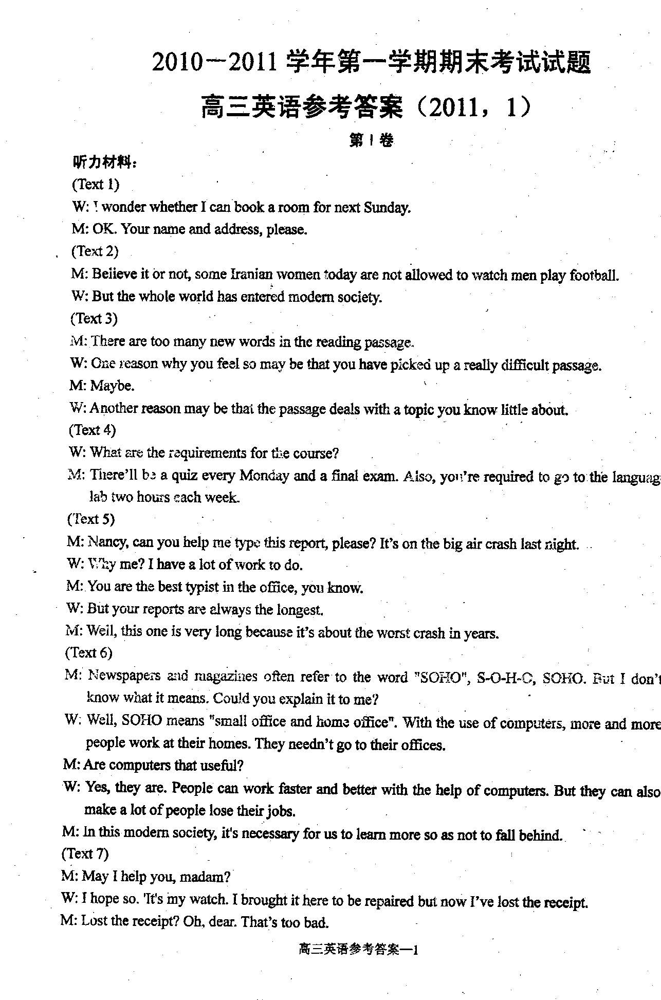 2010－2011 学年第一学期期末考试试题
高三英语参考答案（2011，1）
第 I 卷
听力材料：
(Text 1)
W: I wonder whether I can book a room for next Sunday.
M: OK. Your name and address, please.
(Text 2)
M: Believe it or not, some Iranian women today are not allowed to watch men play football.
W: But the whole world has entered modern society.
(Text 3)
M: There are too many new words in the reading passage.
W: One reason why you feel so may be that you have picked up a really difficult passage.
M: Maybe.
W: Another reason may be that the passage deals with a topic you know little about.
(Text 4)
W: What are the requirements for the course?
M: There'll be a quiz every Monday and a final exam. Also, you're required to go to the languag
lab two hours each week.
(Text 5)
M: Nancy, can you help me type this report, please? It's on the big air crash last night.
W: Why me? I have a lot of work to do.
M: You are the best typist in the office, you know.
W: But your reports are always the longest.
M: Well, this one is very long because it's about the worst crash in years.
(Text 6)
M: Newspapers and magazines often refer to the word "SOHO", S-O-H-O, SOHO. But I don't
know what it means. Could you explain it to me?
W: Well, SOHO means "small office and home office". With the use of computers, more and more
people work at their homes. They needn't go to their offices.
M: Are computers that useful?
W: Yes, they are. People can work faster and better with the help of computers. But they can also
make a lot of people lose their jobs.
M: In this modern society, it's necessary for us to learn more so as not to fall behind.
(Text 7)
M: May I help you, madam?
W: I hope so. It's my watch. I brought it here to be repaired but now I've lost the receipt.
M: Lost the receipt? Oh, dear. That's too bad.
高三英语参考答案—1